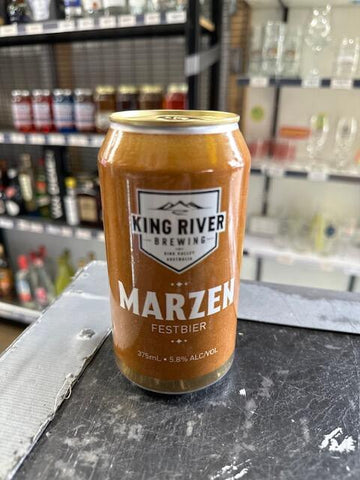 KING RIVER
BREWING
KING VALLEY
AUSTRALIA
MARZEN
FESTBIER
375mL • 5.8% ALC/VOL